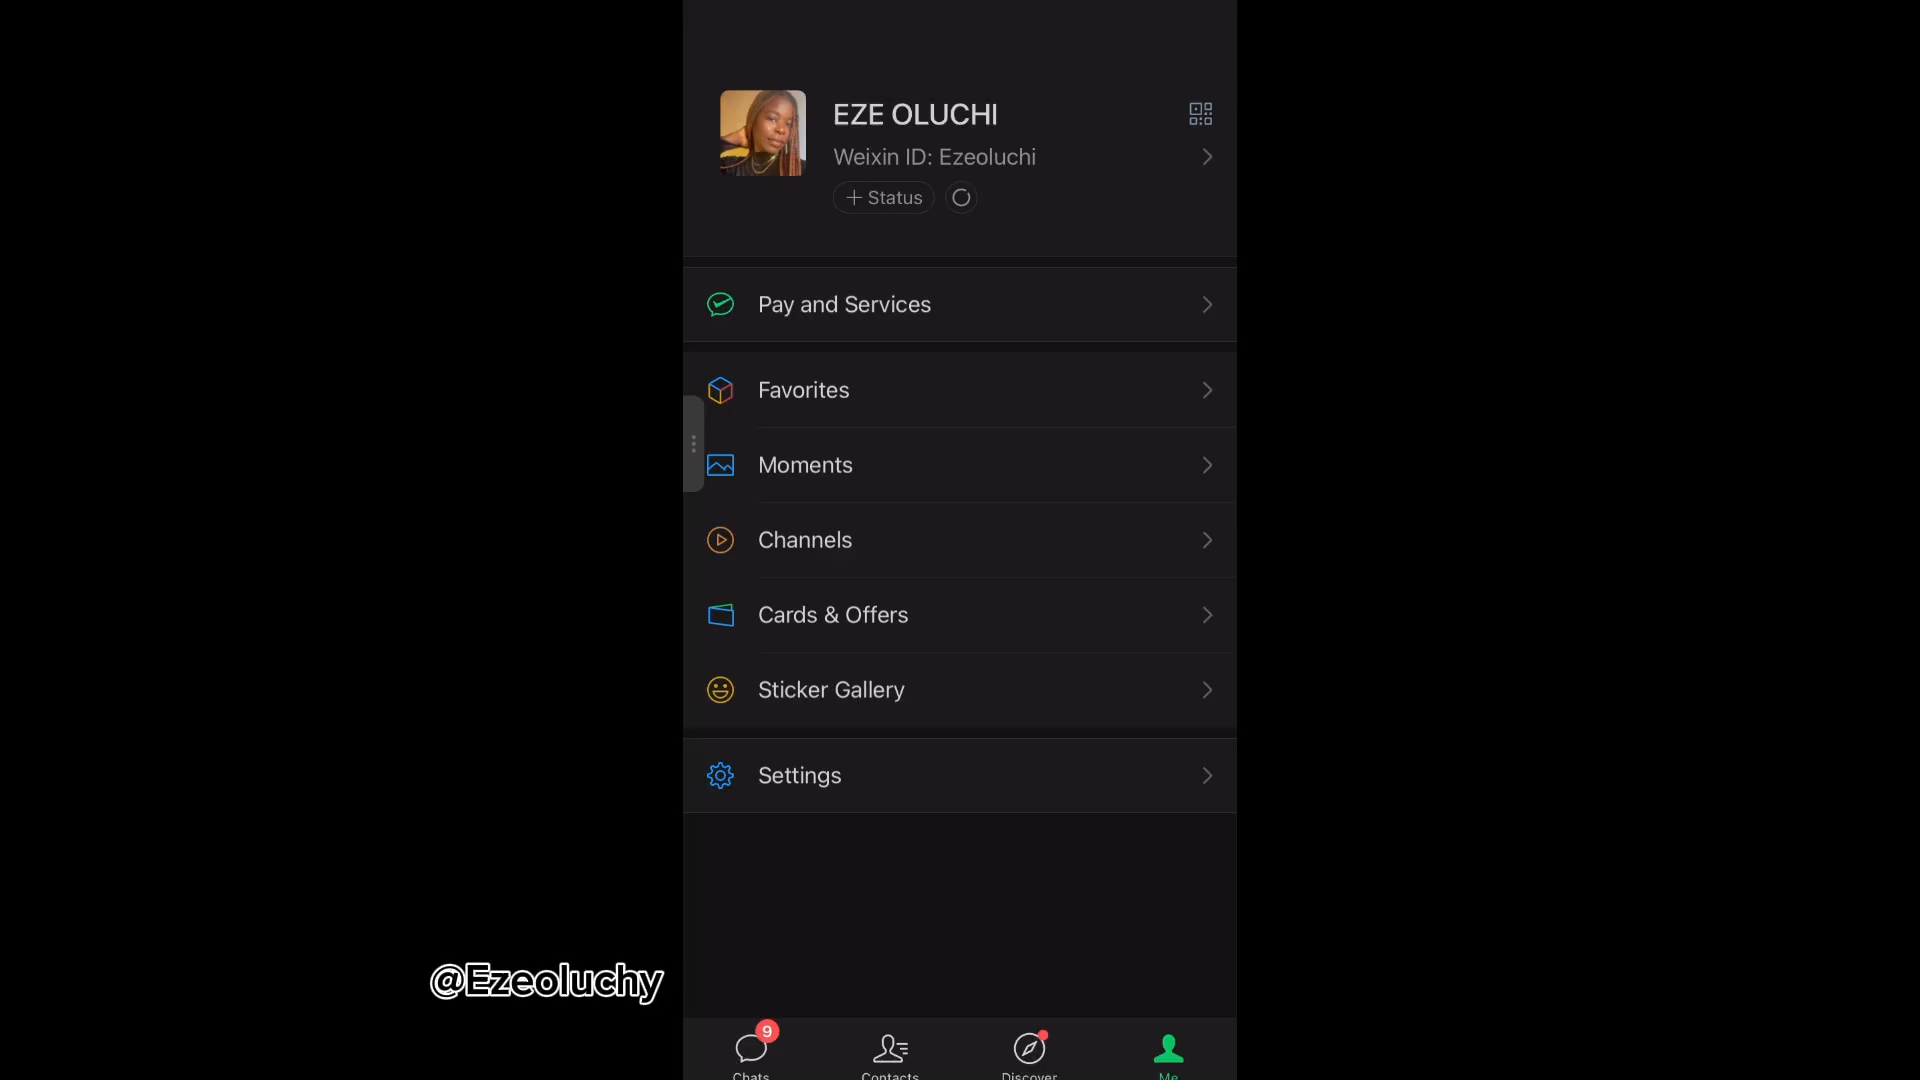 EZE OLUCHI
Weixin ID: Ezeoluchi
+ Status
Pay and Services
Favorites
Moments
Channels
Cards & Offers
Sticker Gallery
Settings
@Ezeoluchy
9
Chats
Contacts
Discover
Me